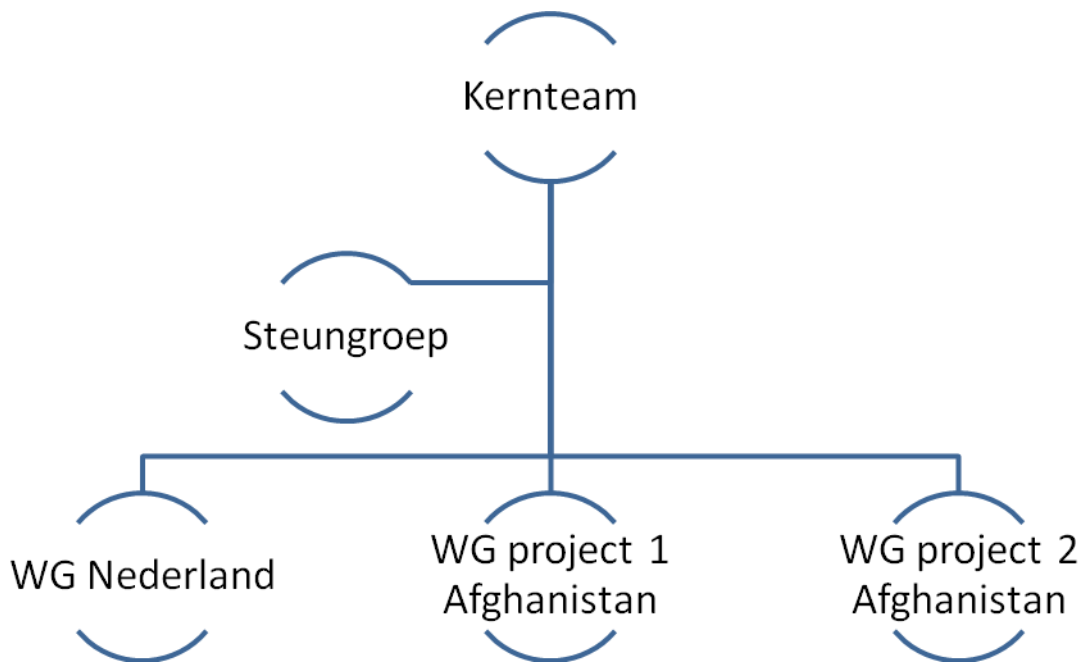 Kernteam
Steungroep
WG Nederland
WG project 1
Afghanistan
WG project 2
Afghanistan